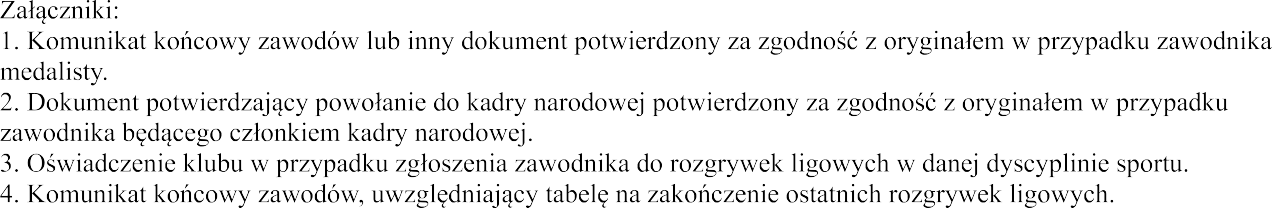 Załączniki:
1. Komunikat końcowy zawodów lub inny dokument potwierdzony za zgodność z oryginałem w przypadku zawodnika
medalisty.
2. Dokument potwierdzający powołanie do kadry narodowej potwierdzony za zgodność z oryginałem w przypadku
zawodnika będącego członkiem kadry narodowej.
3. Oświadczenie klubu w przypadku zgłoszenia zawodnika do rozgrywek ligowych w danej dyscyplinie sportu.
4. Komunikat końcowy zawodów, uwzględniający tabelę na zakończenie ostatnich rozgrywek ligowych.